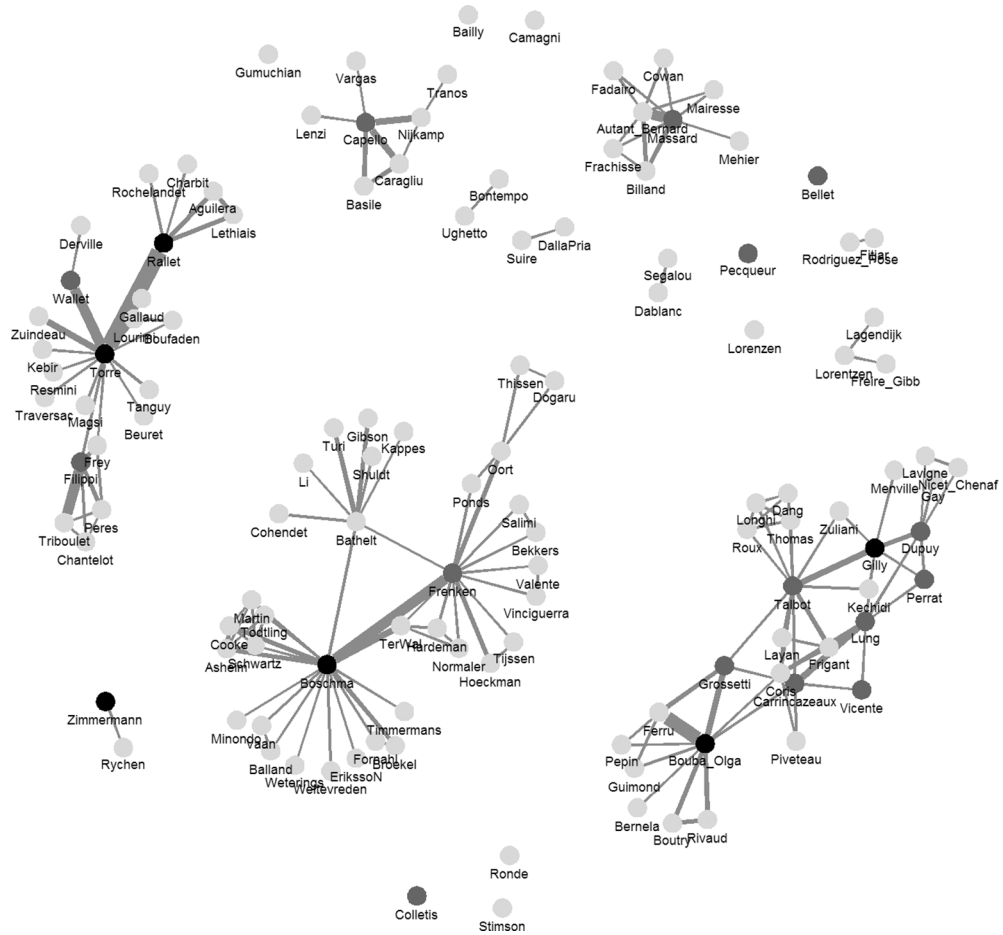 Bailly
Camagni
Gumuchian
Vargas
Tranos
Cowan
Fadairo
Mairesse
Lenzi
Capello
Nijkamp
Autant_Bernard
Massard
Mehier
Caragliu
Frachisse
Billand
Basile
Bellet
Charbit
Rochelandet
Aguilera
Lethiais
Bontempo
Ughetto
DallaPria
Suire
Derville
Rallet
Wallet
Segalou
Pecqueur
Rodriguez_Pose
Dablanc
Gallaud
Zuindeau
Boufaden
Torre
Kebir
Resmini
Traversac
Magsi
Tanguy
Beuret
Lorenzen
Lagendijk
Lorentzen
Freire_Gibb
Thissen
Dogaru
Frey
Filippi
Peres
Triboulet
Chantelot
Turi
Gibson
Kappes
Shuldt
Li
Cohendet
Bathelt
Oort
Ponds
Salimi
Bekkers
Frenken
Valente
Vinciguerra
Lavigne
Nicet_Chenaf
Menville
Gay
Dang
Longhi
Thomas
Roux
Zuliani
Dupuy
Gilly
Perrat
Talbot
Kechidi
Lung
Martin
Todtling
Cooke
Asheim
Schwartz
Boschma
TerWal
Hardeman
Normaler
Tijssen
Hoeckman
Layan
Frigant
Grossetti
Coris
Carrincazeaux
Vicente
Zimmermann
Rychen
Minondo
Vaan
Balland
Weterings
Weltevreden
ErikssoN
Fornahl
Broekel
Timmermans
Ferru
Pepin
Bouba_Olga
Guimond
Piveteau
Bernela
Boutry
Rivaud
Ronde
Colletis
Stimson